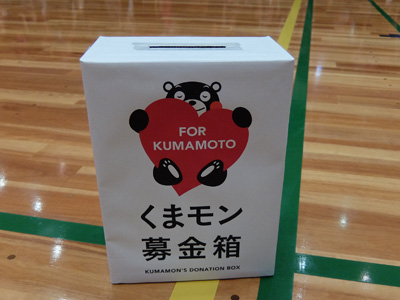 FOR
KUMAMOTO
くまモン
募金箱
KUMAMON'S DONATION BOX